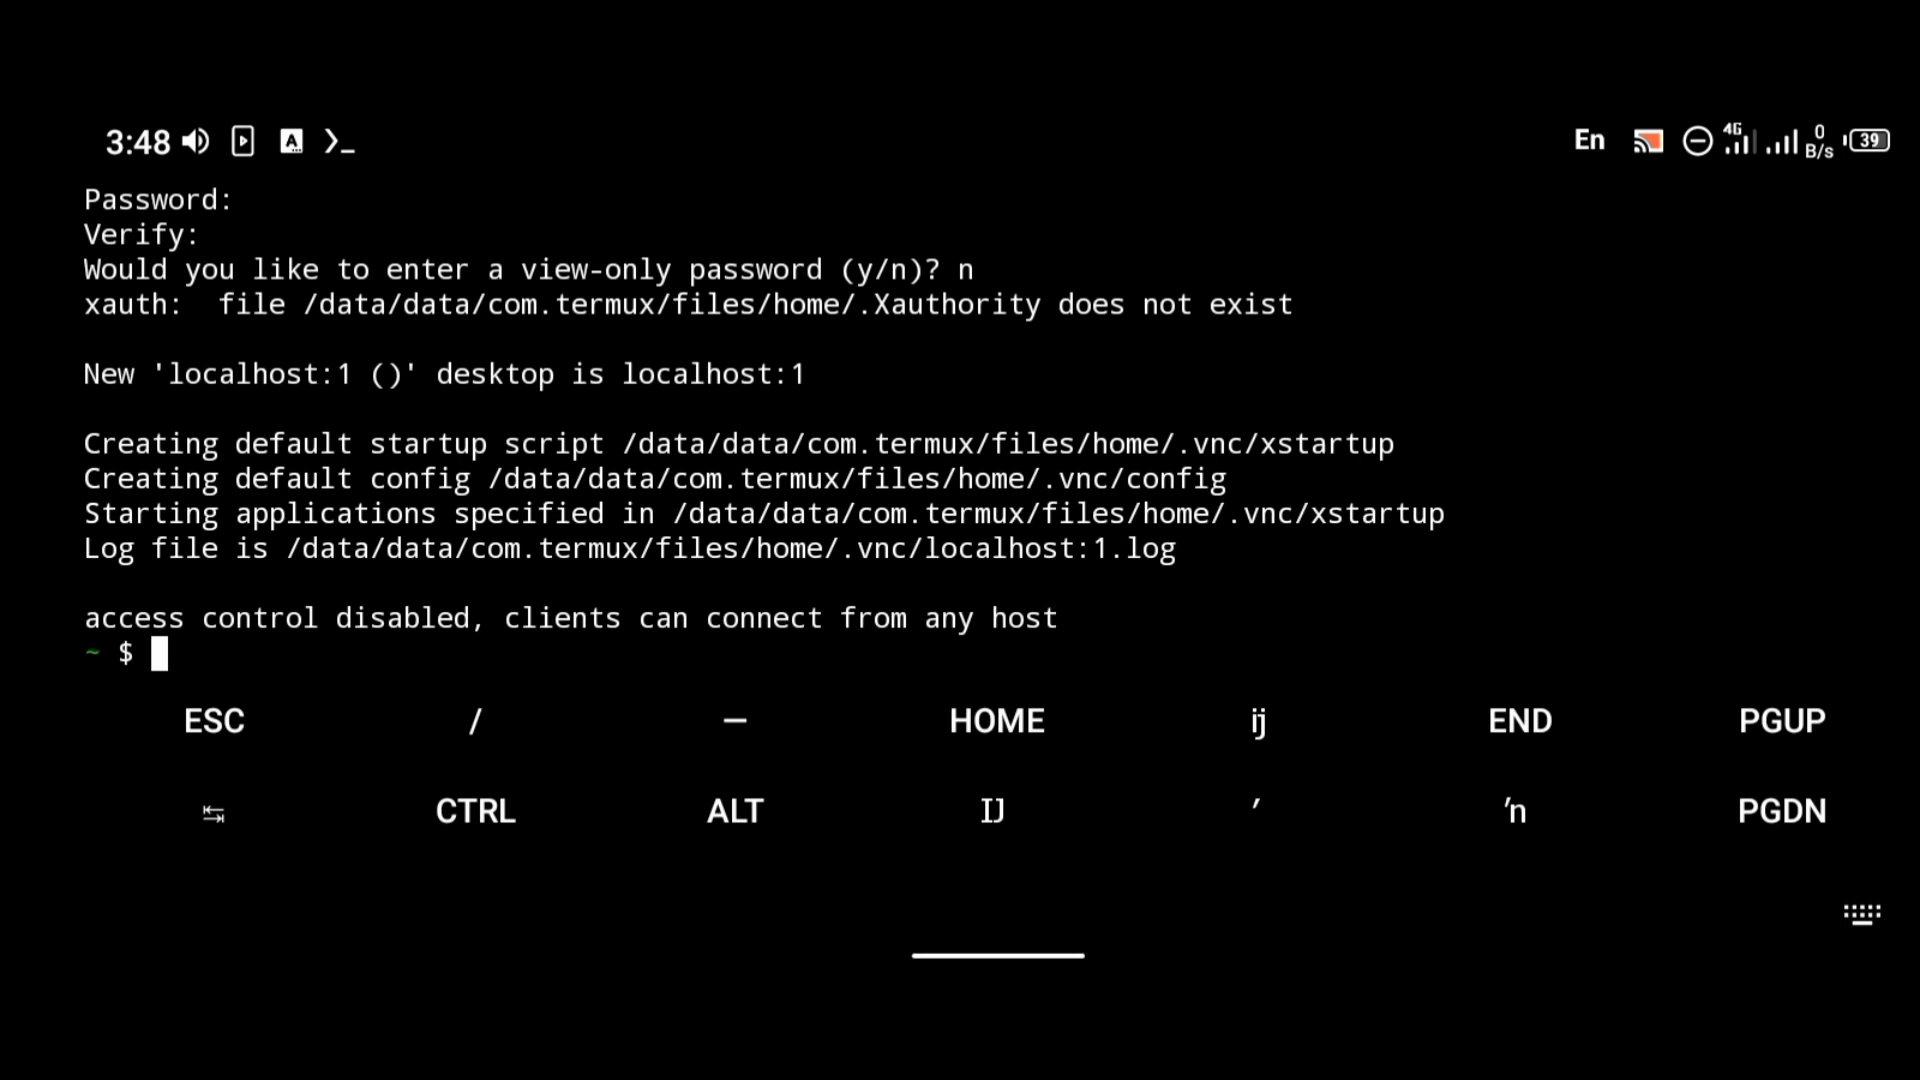 3:48 A >_ En 4G 0 B/s 39
Password:
Verify:
Would you like to enter a view-only password (y/n)? n
xauth:  file /data/data/com.termux/files/home/.Xauthority does not exist
New 'localhost:1 ()' desktop is localhost:1
Creating default startup script /data/data/com.termux/files/home/.vnc/xstartup
Creating default config /data/data/com.termux/files/home/.vnc/config
Starting applications specified in /data/data/com.termux/files/home/.vnc/xstartup
Log file is /data/data/com.termux/files/home/.vnc/localhost:1.log
access control disabled, clients can connect from any host
~ $
ESC / — HOME ĳ END PGUP
↹ CTRL ALT Ĳ ′ ŉ PGDN